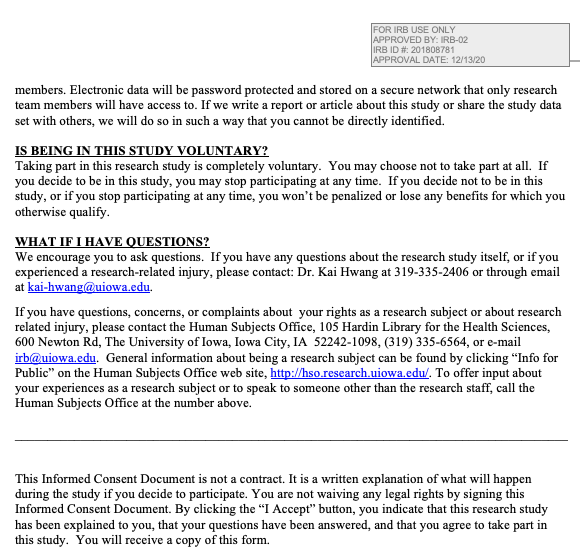 FOR IRB USE ONLY
APPROVED BY: IRB-02
IRB ID #: 201808781
APPROVAL DATE: 12/13/20
members. Electronic data will be password protected and stored on a secure network that only research
team members will have access to. If we write a report or article about this study or share the study data
set with others, we will do so in such a way that you cannot be directly identified.
IS BEING IN THIS STUDY VOLUNTARY?
Taking part in this research study is completely voluntary. You may choose not to take part at all. If
you decide to be in this study, you may stop participating at any time. If you decide not to be in this
study, or if you stop participating at any time, you won't be penalized or lose any benefits for which you
otherwise qualify.
WHAT IF I HAVE QUESTIONS?
We encourage you to ask questions. If you have any questions about the research study itself, or if you
experienced a research-related injury, please contact: Dr. Kai Hwang at 319-335-2406 or through email
at kai-hwang@uiowa.edu.
If you have questions, concerns, or complaints about your rights as a research subject or about research
related injury, please contact the Human Subjects Office, 105 Hardin Library for the Health Sciences,
600 Newton Rd, The University of Iowa, Iowa City, IA 52242-1098, (319) 335-6564, or e-mail
irb@uiowa.edu. General information about being a research subject can be found by clicking “Info for
Public” on the Human Subjects Office web site, http://hso.research.uiowa.edu/. To offer input about
your experiences as a research subject or to speak to someone other than the research staff, call the
Human Subjects Office at the number above.
This Informed Consent Document is not a contract. It is a written explanation of what will happen
during the study if you decide to participate. You are not waiving any legal rights by signing this
Informed Consent Document. By clicking the “I Accept” button, you indicate that this research study
has been explained to you, that your questions have been answered, and that you agree to take part in
this study. You will receive a copy of this form.